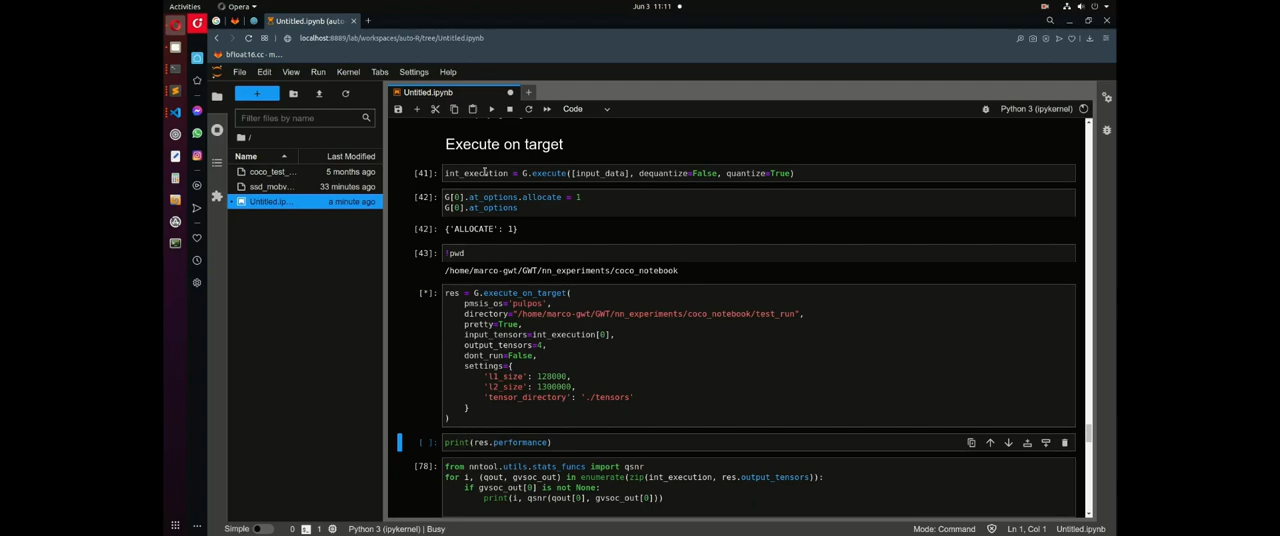 Activities
Opera
Jun 3 11:11
Untitled.ipynb (auto-
localhost:8889/lab/workspaces/auto-R/tree/Untitled.ipynb
bfloat16.cc - m...
File Edit View Run Kernel Tabs Settings Help
Untitled.ipynb
Code
Python 3 (ipykernel)
Filter files by name
/
Name
Last Modified
coco_test_...
5 months ago
ssd_mobv...
33 minutes ago
Untitled.ip...
a minute ago
Execute on target
[41]: int_execution = G.execute([input_data], dequantize=False, quantize=True)
[42]: G[0].at_options.allocate = 1
G[0].at_options
[42]: {'ALLOCATE': 1}
[43]: !pwd
/home/marco-gwt/GWT/nn_experiments/coco_notebook
[*]: res = G.execute_on_target(
pmsis_os='pulpos',
directory="/home/marco-gwt/GWT/nn_experiments/coco_notebook/test_run",
pretty=True,
input_tensors=int_execution[0],
output_tensors=4,
dont_run=False,
settings={
'l1_size': 128000,
'l2_size': 1300000,
'tensor_directory': './tensors'
}
)
[ ]: print(res.performance)
[78]: from nntool.utils.stats_funcs import qsnr
for i, (qout, gvsoc_out) in enumerate(zip(int_execution, res.output_tensors)):
if gvsoc_out[0] is not None:
print(i, qsnr(qout[0], gvsoc_out[0]))
Simple
0
1
Python 3 (ipykernel) | Busy
Mode: Command
Ln 1, Col 1
Untitled.ipynb